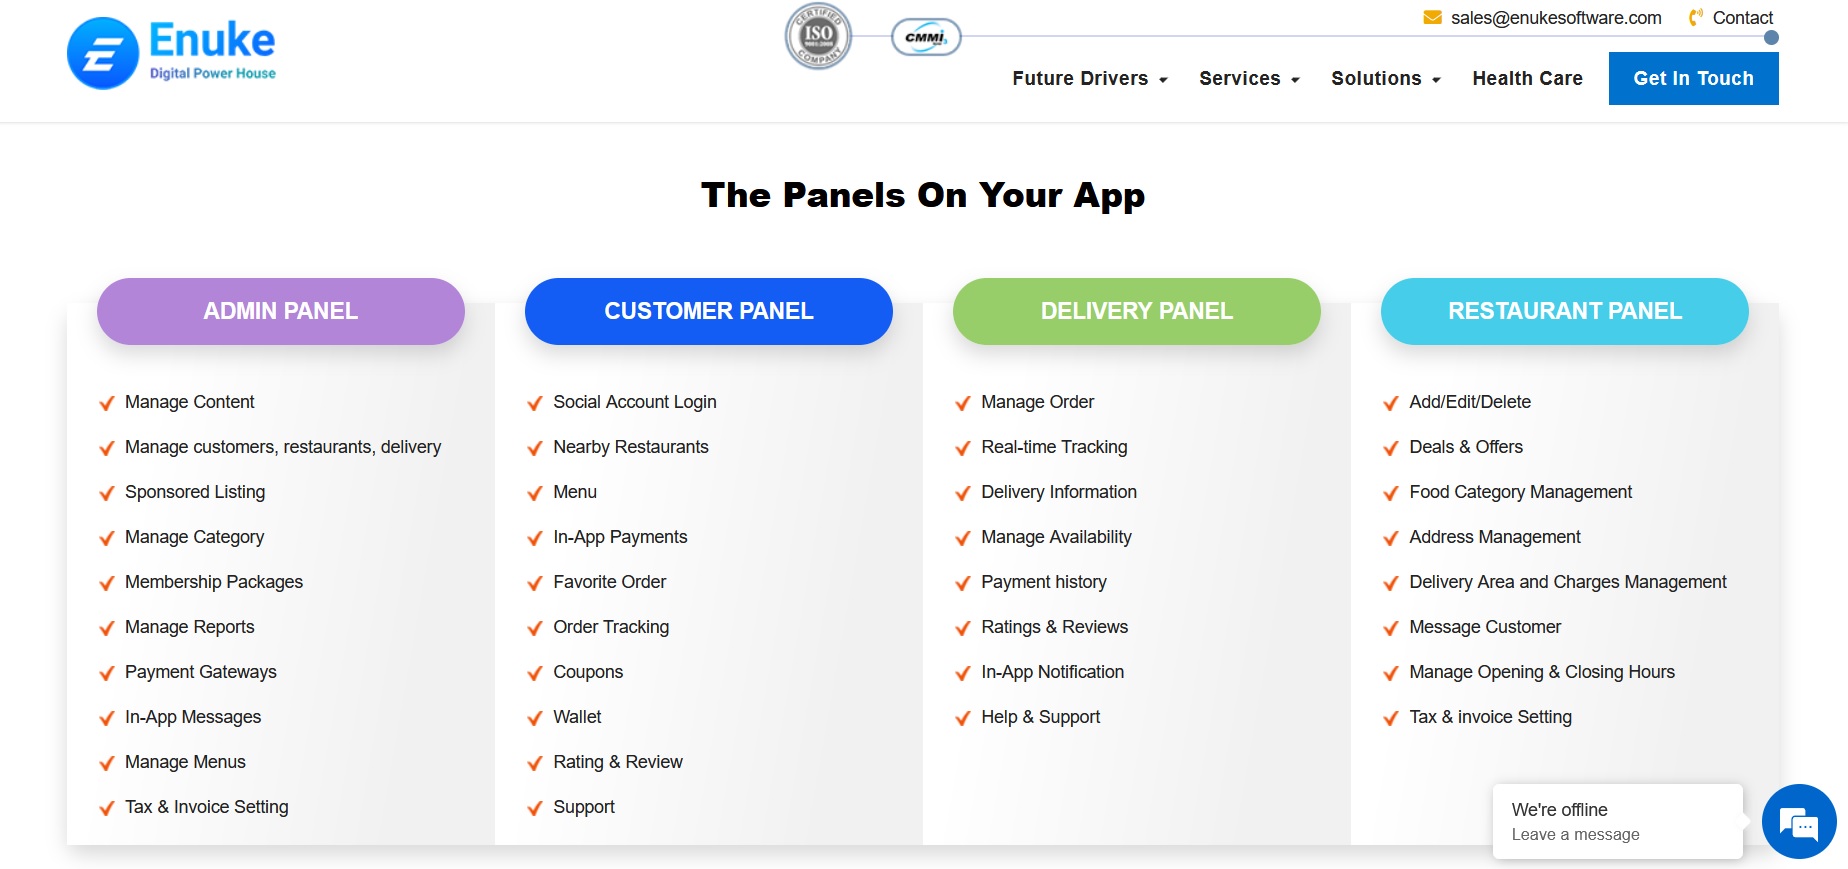 Enuke
Digital Power House
CERTIFIED
ISO
9001:2008
COMPANY
CMMi
sales@enukesoftware.com
Contact
Future Drivers
Services
Solutions
Health Care
Get In Touch
The Panels On Your App
ADMIN PANEL
Manage Content
Manage customers, restaurants, delivery
Sponsored Listing
Manage Category
Membership Packages
Manage Reports
Payment Gateways
In-App Messages
Manage Menus
Tax & Invoice Setting
CUSTOMER PANEL
Social Account Login
Nearby Restaurants
Menu
In-App Payments
Favorite Order
Order Tracking
Coupons
Wallet
Rating & Review
Support
DELIVERY PANEL
Manage Order
Real-time Tracking
Delivery Information
Manage Availability
Payment history
Ratings & Reviews
In-App Notification
Help & Support
RESTAURANT PANEL
Add/Edit/Delete
Deals & Offers
Food Category Management
Address Management
Delivery Area and Charges Management
Message Customer
Manage Opening & Closing Hours
Tax & invoice Setting
We're offline
Leave a message